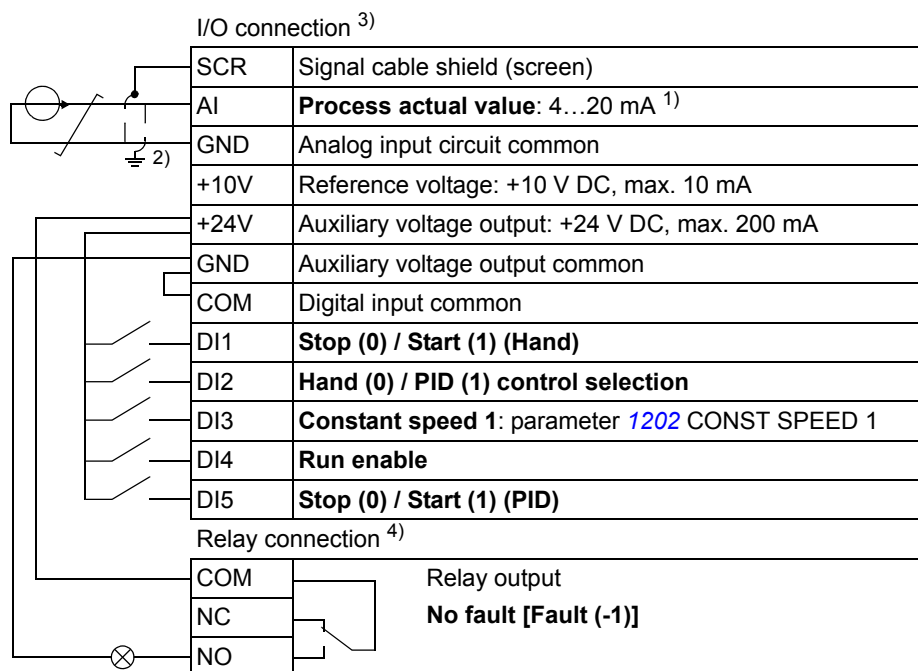 I/O connection 3)
SCR Signal cable shield (screen)
AI Process actual value: 4…20 mA 1)
GND Analog input circuit common
2)
+10V Reference voltage: +10 V DC, max. 10 mA
+24V Auxiliary voltage output: +24 V DC, max. 200 mA
GND Auxiliary voltage output common
COM Digital input common
DI1 Stop (0) / Start (1) (Hand)
DI2 Hand (0) / PID (1) control selection
DI3 Constant speed 1: parameter 1202 CONST SPEED 1
DI4 Run enable
DI5 Stop (0) / Start (1) (PID)
Relay connection 4)
COM Relay output
NC No fault [Fault (-1)]
NO